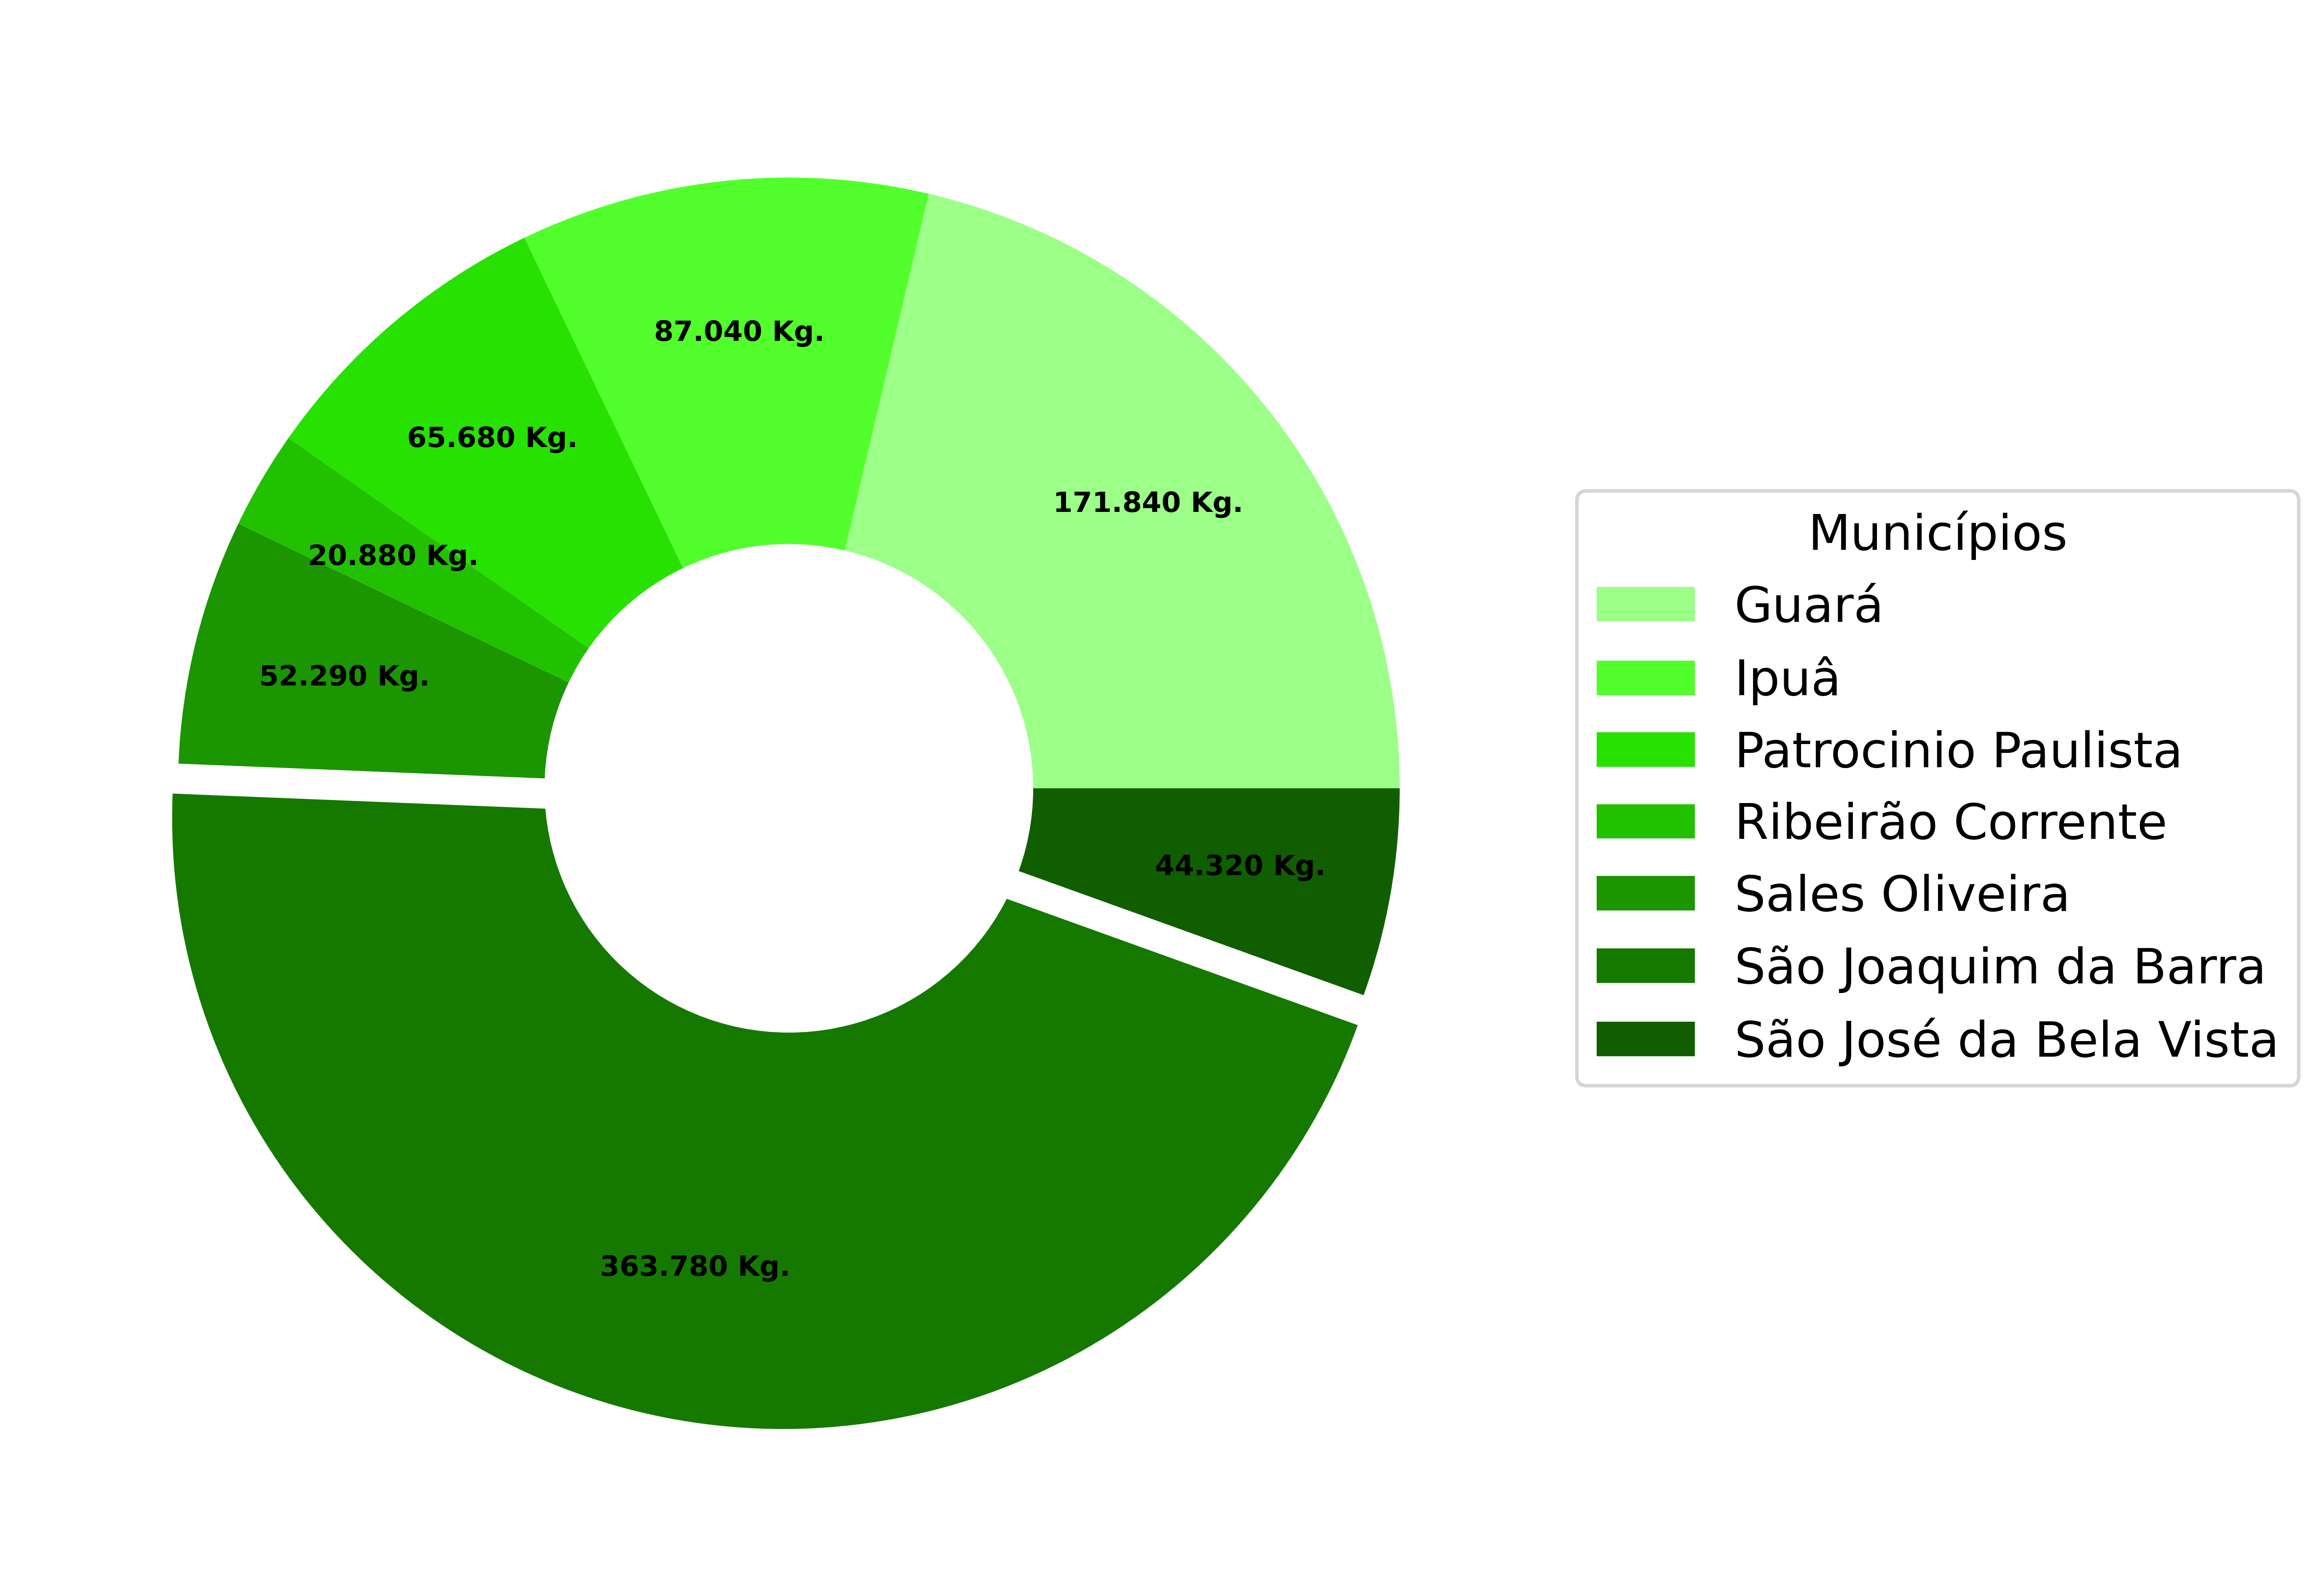 87.040 Kg.
65.680 Kg.
171.840 Kg.
20.880 Kg.
52.290 Kg.
44.320 Kg.
363.780 Kg.
Municípios
Guará
Ipuâ
Patrocinio Paulista
Ribeirão Corrente
Sales Oliveira
São Joaquim da Barra
São José da Bela Vista